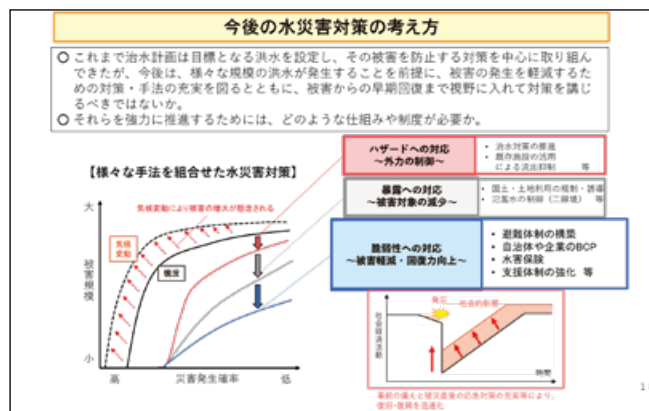 今後の水災害対策の考え方
○ これまで治水計画は目標となる洪水を設定し、その被害を防止する対策を中心に取り組ん
できたが、今後は、様々な規模の洪水が発生することを前提に、被害の発生を軽減するた
めの対策・手法の充実を図るとともに、被害からの早期回復まで視野に入れて対策を講じ
るべきではないか。
○ それらを強力に推進するためには、どのような仕組みや制度が必要か。
【様々な手法を組合せた水災害対策】
気候変動により被害の増大が懸念される
大
被害規模
小
気候
変動
現況
高
災害発生確率
低
ハザードへの対応
～外力の制御～
・ 治水対策の推進
・ 既存施設の活用
による流出抑制 等
暴露への対応
～被害対象の減少～
・ 国土・土地利用の規制・誘導
・ 氾濫水の制御（二線堤） 等
脆弱性への対応
～被害軽減・回復力向上～
・ 避難体制の構築
・ 自治体や企業のBCP
・ 水害保険
・ 支援体制の強化 等
発災
社会的影響
社会経済活動
時間
事前の備えと被災直後の応急対策の充実等により、
復旧・復興を迅速化